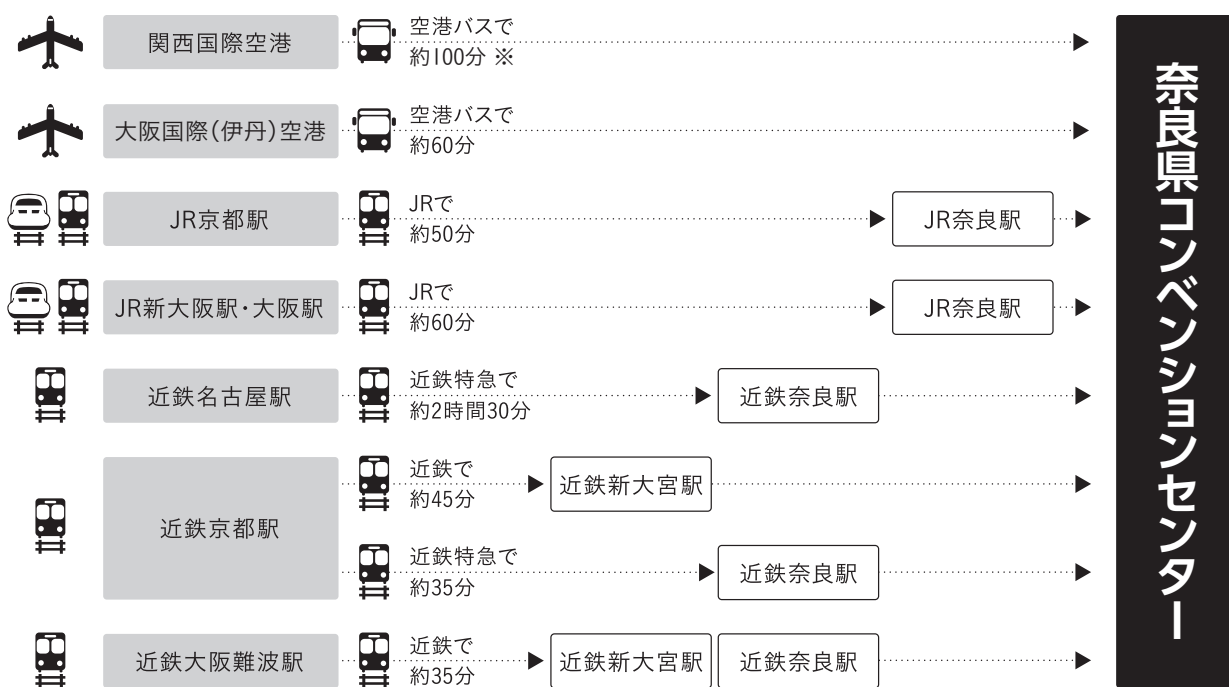 関西国際空港
空港バスで
約100分 ※
大阪国際(伊丹)空港
空港バスで
約60分
JR京都駅
JRで
約50分
JR奈良駅
JR新大阪駅・大阪駅
JRで
約60分
JR奈良駅
近鉄名古屋駅
近鉄特急で
約2時間30分
近鉄奈良駅
近鉄京都駅
近鉄で
約45分
近鉄新大宮駅
近鉄特急で
約35分
近鉄奈良駅
近鉄大阪難波駅
近鉄で
約35分
近鉄新大宮駅
近鉄奈良駅
奈良県コンベンションセンター